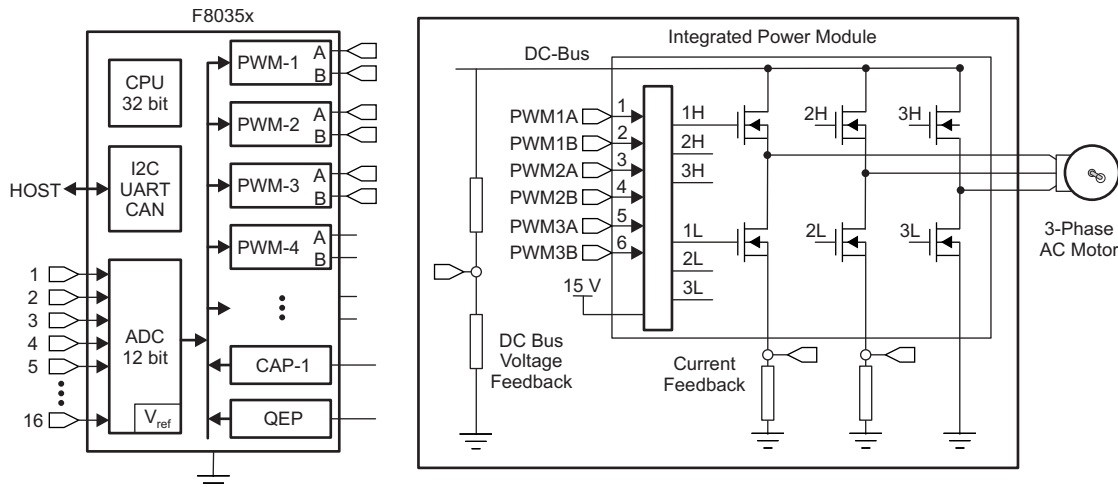 F8035x
CPU
32 bit
I2C
UART
CAN
HOST
1
2
3
4
5
16
ADC
12 bit
Vref
PWM-1
A
B
PWM-2
A
B
PWM-3
A
B
PWM-4
A
B
CAP-1
QEP
DC-Bus
Integrated Power Module
PWM1A
PWM1B
PWM2A
PWM2B
PWM3A
PWM3B
1
2
3
4
5
6
15 V
1H
2H
3H
1L
2L
3L
2H
3H
2L
3L
DC Bus
Voltage
Feedback
Current
Feedback
3-Phase
AC Motor